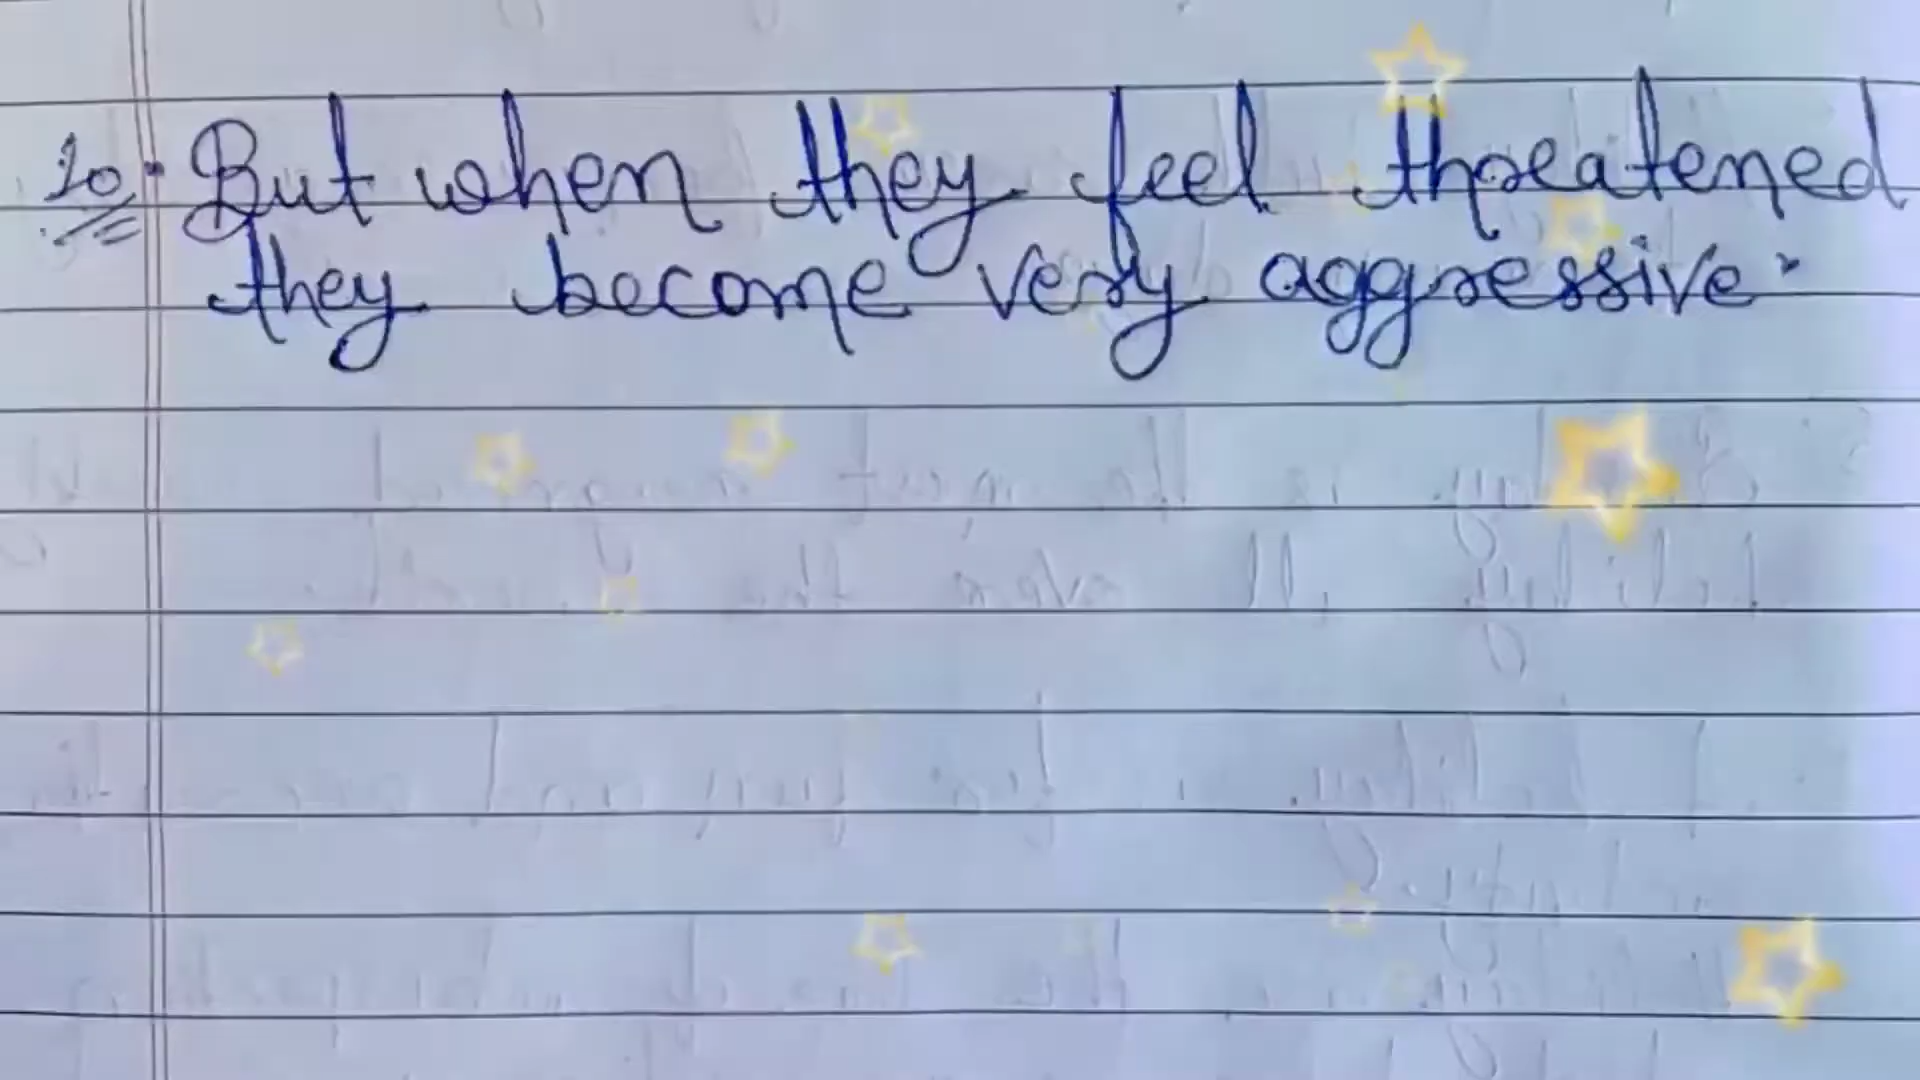 10. But when they feel threatened
they become very aggressive.